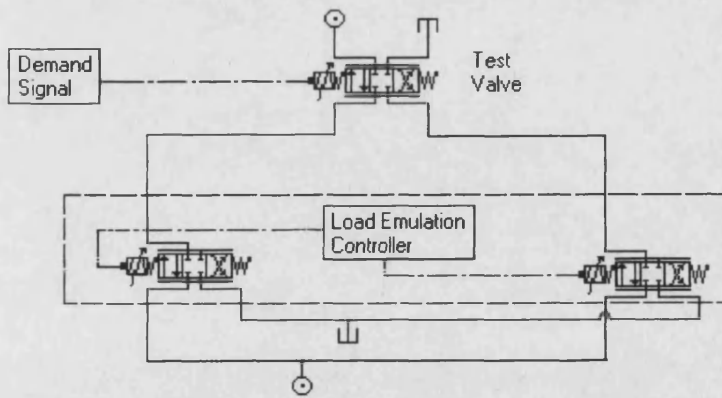 Demand
Signal
Test
Valve
Load Emulation
Controller